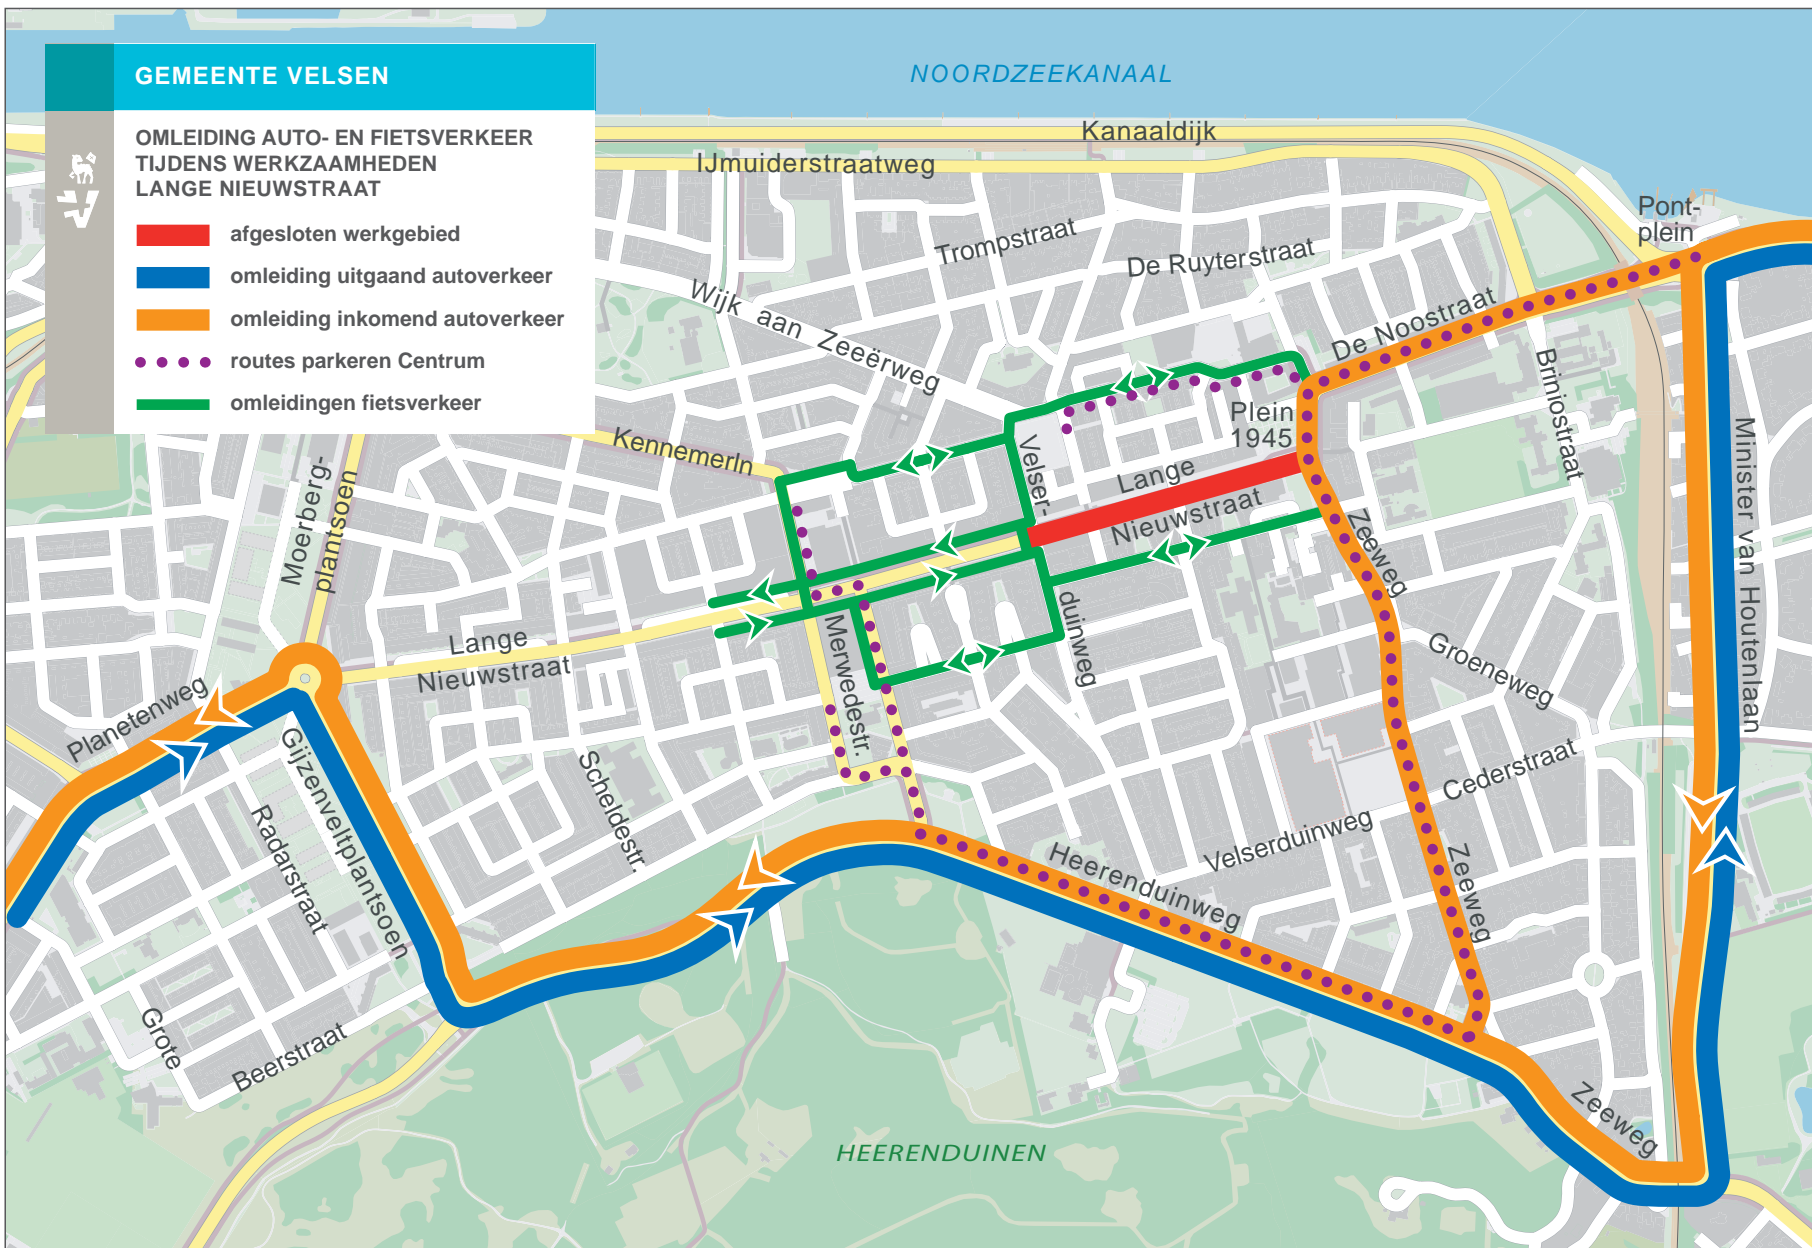 GEMEENTE VELSEN
OMLEIDING AUTO- EN FIETSVERKEER
TIJDENS WERKZAAMHEDEN
LANGE NIEUWSTRAAT
afgesloten werkgebied
omleiding uitgaand autoverkeer
omleiding inkomend autoverkeer
routes parkeren Centrum
omleidingen fietsverkeer
NOORDZEEKANAAL
Kanaaldijk
IJmuiderstraatweg
Pont-
plein
Trompstraat
De Ruyterstraat
Wijk aan Zeeërweg
De Noostraat
Briniostraat
Plein
1945
Minister van Houtenlaan
Kennemerln
Velser-
duinweg
Lange
Nieuwstraat
Moerberg-
plantsoen
Zeeweg
Lange
Nieuwstraat
Merwedestr.
Groeneweg
Planetenweg
Gijzenveltplantsoen
Scheldestr.
Cederstraat
Radarstraat
Velserduinweg
Heerenduinweg
Zeeweg
Grote
Beerstraat
Zeeweg
HEERENDUINEN